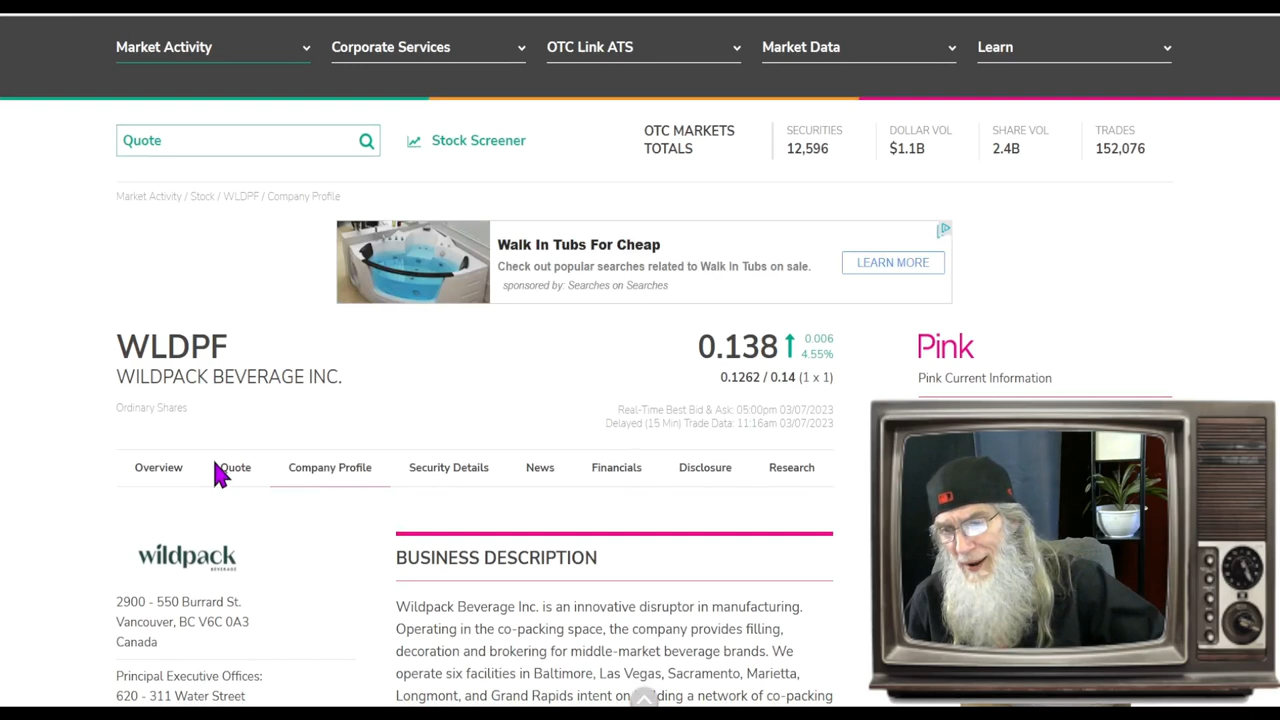 Market Activity
Corporate Services
OTC Link ATS
Market Data
Learn
Quote
Stock Screener
OTC MARKETS
TOTALS
SECURITIES
12,596
DOLLAR VOL
$1.1B
SHARE VOL
2.4B
TRADES
152,076
Market Activity / Stock / WLDPF / Company Profile
Walk In Tubs For Cheap
Check out popular searches related to Walk In Tubs on sale.
sponsored by: Searches on Searches
LEARN MORE
WLDPF
WILDPACK BEVERAGE INC.
Ordinary Shares
0.138
0.006
4.55%
0.1262 / 0.14 (1 x 1)
Real-Time Best Bid & Ask: 05:00pm 03/07/2023
Delayed (15 Min) Trade Data: 11:16am 03/07/2023
Pink
Pink Current Information
Overview
Quote
Company Profile
Security Details
News
Financials
Disclosure
Research
wildpack
BEVERAGE
2900 - 550 Burrard St.
Vancouver, BC V6C 0A3
Canada
Principal Executive Offices:
620 - 311 Water Street
BUSINESS DESCRIPTION
Wildpack Beverage Inc. is an innovative disruptor in manufacturing.
Operating in the co-packing space, the company provides filling,
decoration and brokering for middle-market beverage brands. We
operate six facilities in Baltimore, Las Vegas, Sacramento, Marietta,
Longmont, and Grand Rapids intent on a network of co-packing